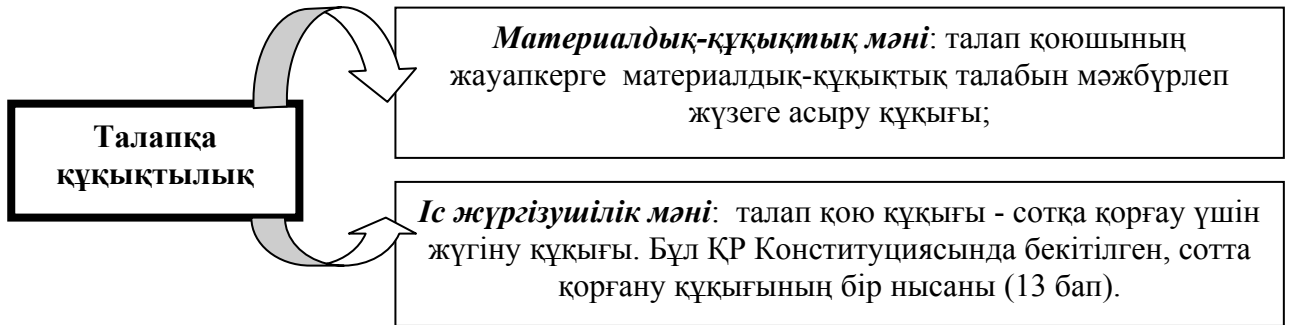 Талапқа
құқықтылық
Материалдық-құқықтық мәні: талап қоюшының
жауапкерге материалдық-құқықтық талабын мәжбүрлеп
жүзеге асыру құқығы;
Іс жүргізушілік мәні: талап қою құқығы - сотқа қорғау үшін
жүгіну құқығы. Бұл ҚР Конституциясында бекітілген, сотта
қорғану құқығының бір нысаны (13 бап).